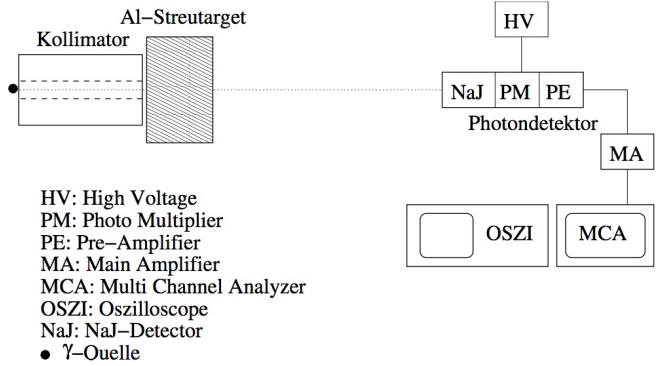 Al-Streutarget
Kollimator
HV
NaJ PM PE
Photondetektor
MA
OSZI
MCA
HV: High Voltage
PM: Photo Multiplier
PE: Pre-Amplifier
MA: Main Amplifier
MCA: Multi Channel Analyzer
OSZI: Oszilloscope
NaJ: NaJ-Detector
γ-Quelle